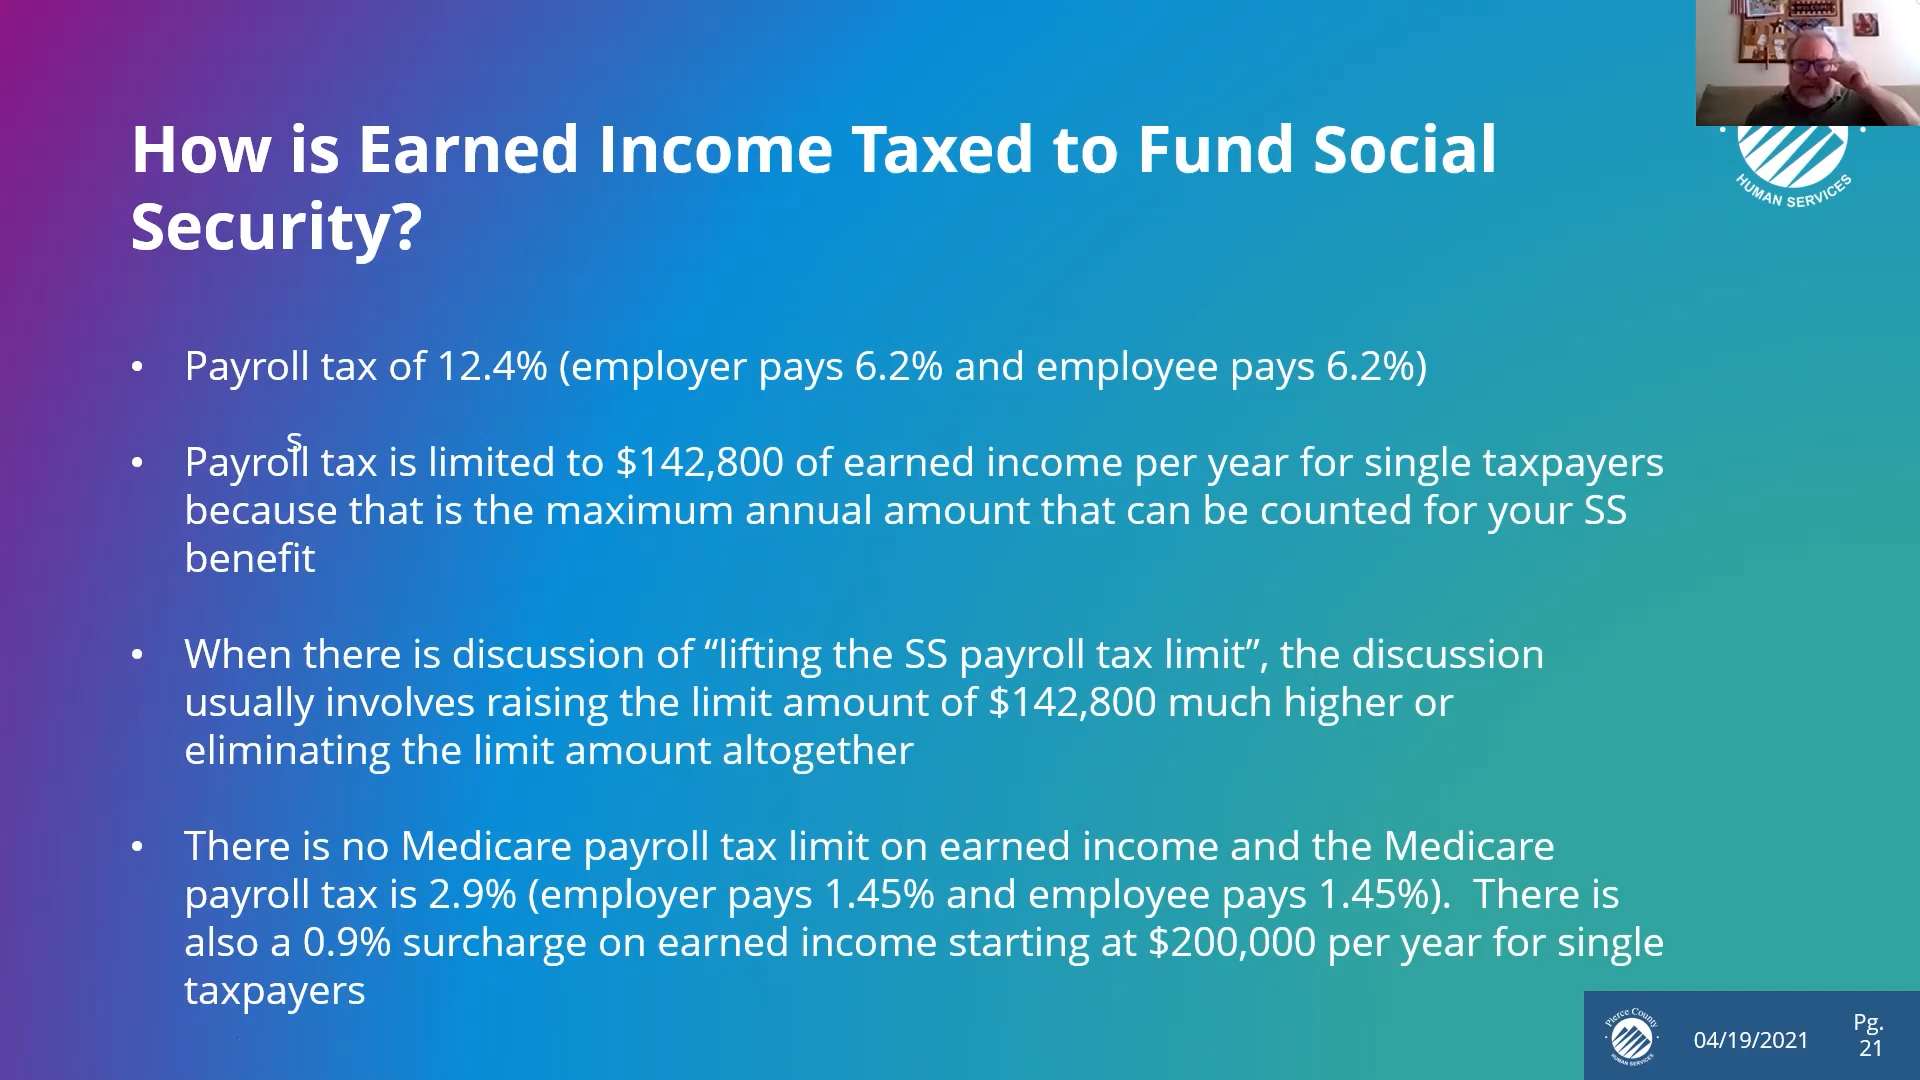 How is Earned Income Taxed to Fund Social
Security?
HUMAN SERVICES
• Payroll tax of 12.4% (employer pays 6.2% and employee pays 6.2%)
s
• Payroll tax is limited to $142,800 of earned income per year for single taxpayers
because that is the maximum annual amount that can be counted for your SS
benefit
• When there is discussion of “lifting the SS payroll tax limit”, the discussion
usually involves raising the limit amount of $142,800 much higher or
eliminating the limit amount altogether
• There is no Medicare payroll tax limit on earned income and the Medicare
payroll tax is 2.9% (employer pays 1.45% and employee pays 1.45%).  There is
also a 0.9% surcharge on earned income starting at $200,000 per year for single
taxpayers
Pierce County
HUMAN SERVICES
04/19/2021
Pg.
21